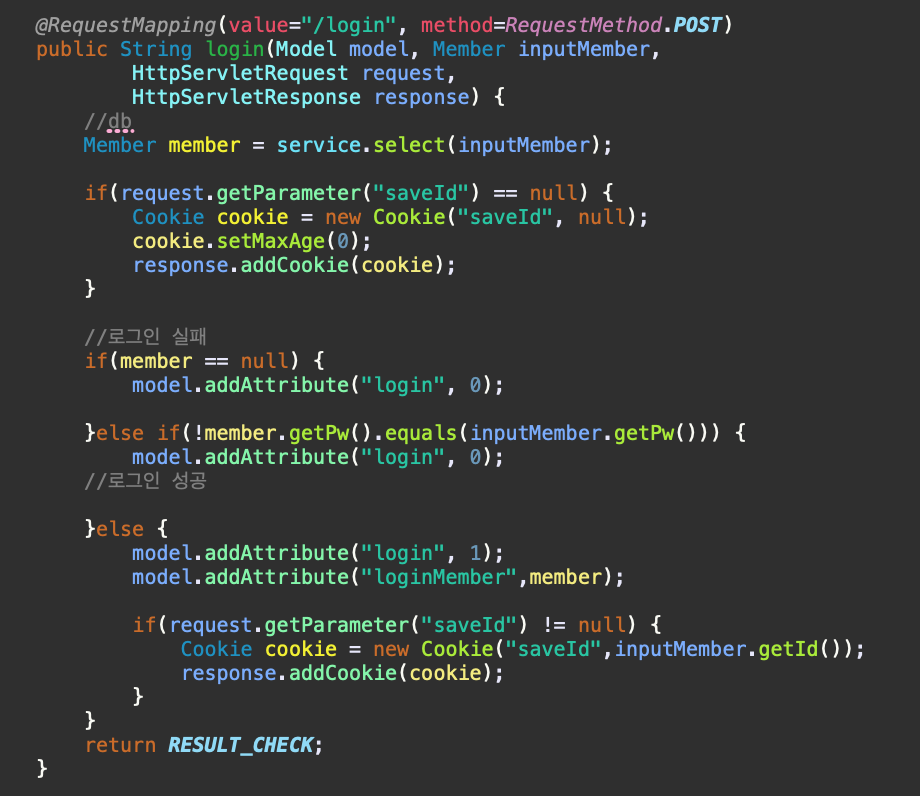 @RequestMapping(value="/login", method=RequestMethod.POST)
public String login(Model model, Member inputMember,
        HttpServletRequest request,
        HttpServletResponse response) {
    //db
    Member member = service.select(inputMember);

    if(request.getParameter("saveId") == null) {
        Cookie cookie = new Cookie("saveId", null);
        cookie.setMaxAge(0);
        response.addCookie(cookie);
    }

    //로그인 실패
    if(member == null) {
        model.addAttribute("login", 0);

    }else if(!member.getPw().equals(inputMember.getPw())) {
        model.addAttribute("login", 0);
    //로그인 성공

    }else {
        model.addAttribute("login", 1);
        model.addAttribute("loginMember",member);

        if(request.getParameter("saveId") != null) {
            Cookie cookie = new Cookie("saveId",inputMember.getId());
            response.addCookie(cookie);
        }
    }
    return RESULT_CHECK;
}